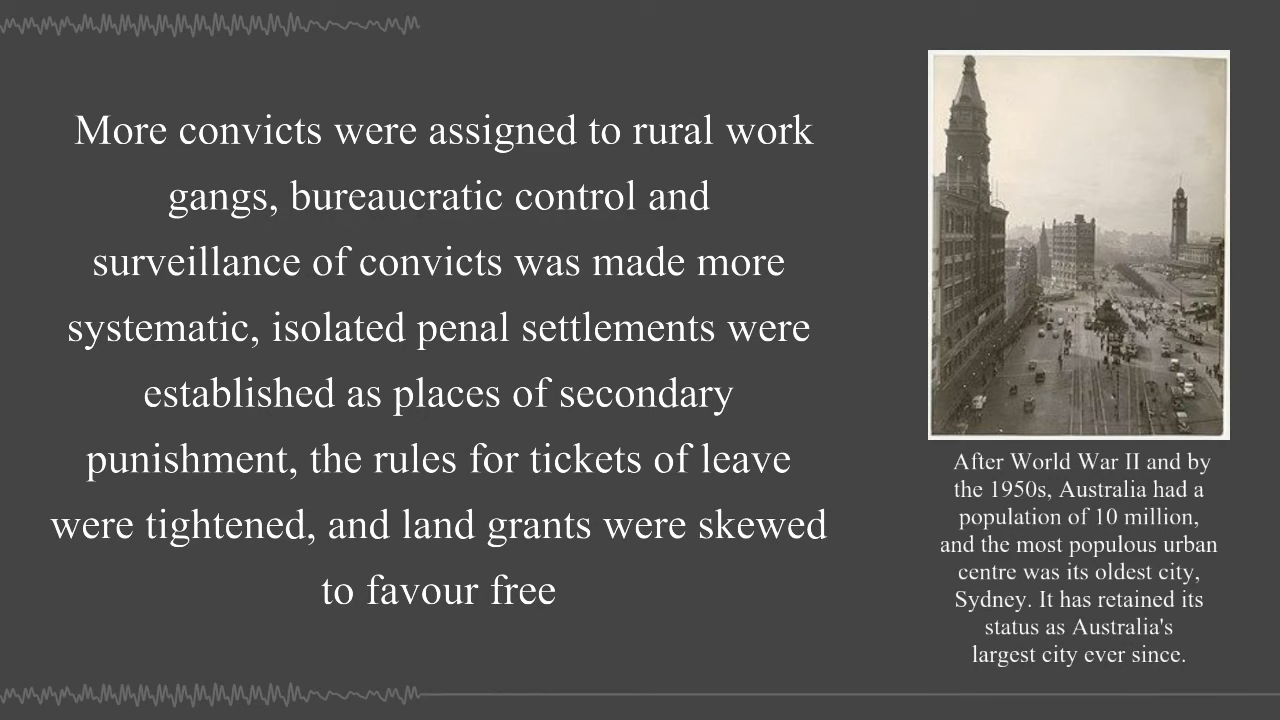 More convicts were assigned to rural work
gangs, bureaucratic control and
surveillance of convicts was made more
systematic, isolated penal settlements were
established as places of secondary
punishment, the rules for tickets of leave
were tightened, and land grants were skewed
to favour free
After World War II and by
the 1950s, Australia had a
population of 10 million,
and the most populous urban
centre was its oldest city,
Sydney. It has retained its
status as Australia's
largest city ever since.